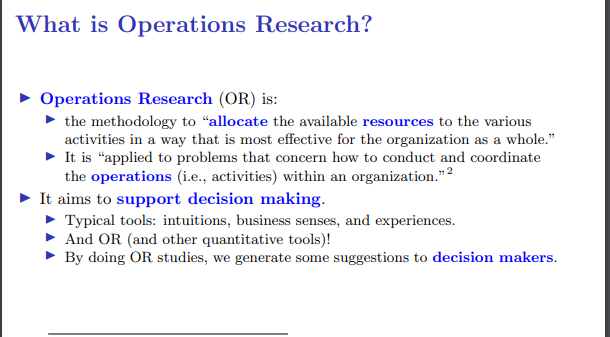 What is Operations Research?
▶ Operations Research (OR) is:
▶ the methodology to “allocate the available resources to the various
activities in a way that is most effective for the organization as a whole.”
▶ It is “applied to problems that concern how to conduct and coordinate
the operations (i.e., activities) within an organization.”2
▶ It aims to support decision making.
▶ Typical tools: intuitions, business senses, and experiences.
▶ And OR (and other quantitative tools)!
▶ By doing OR studies, we generate some suggestions to decision makers.